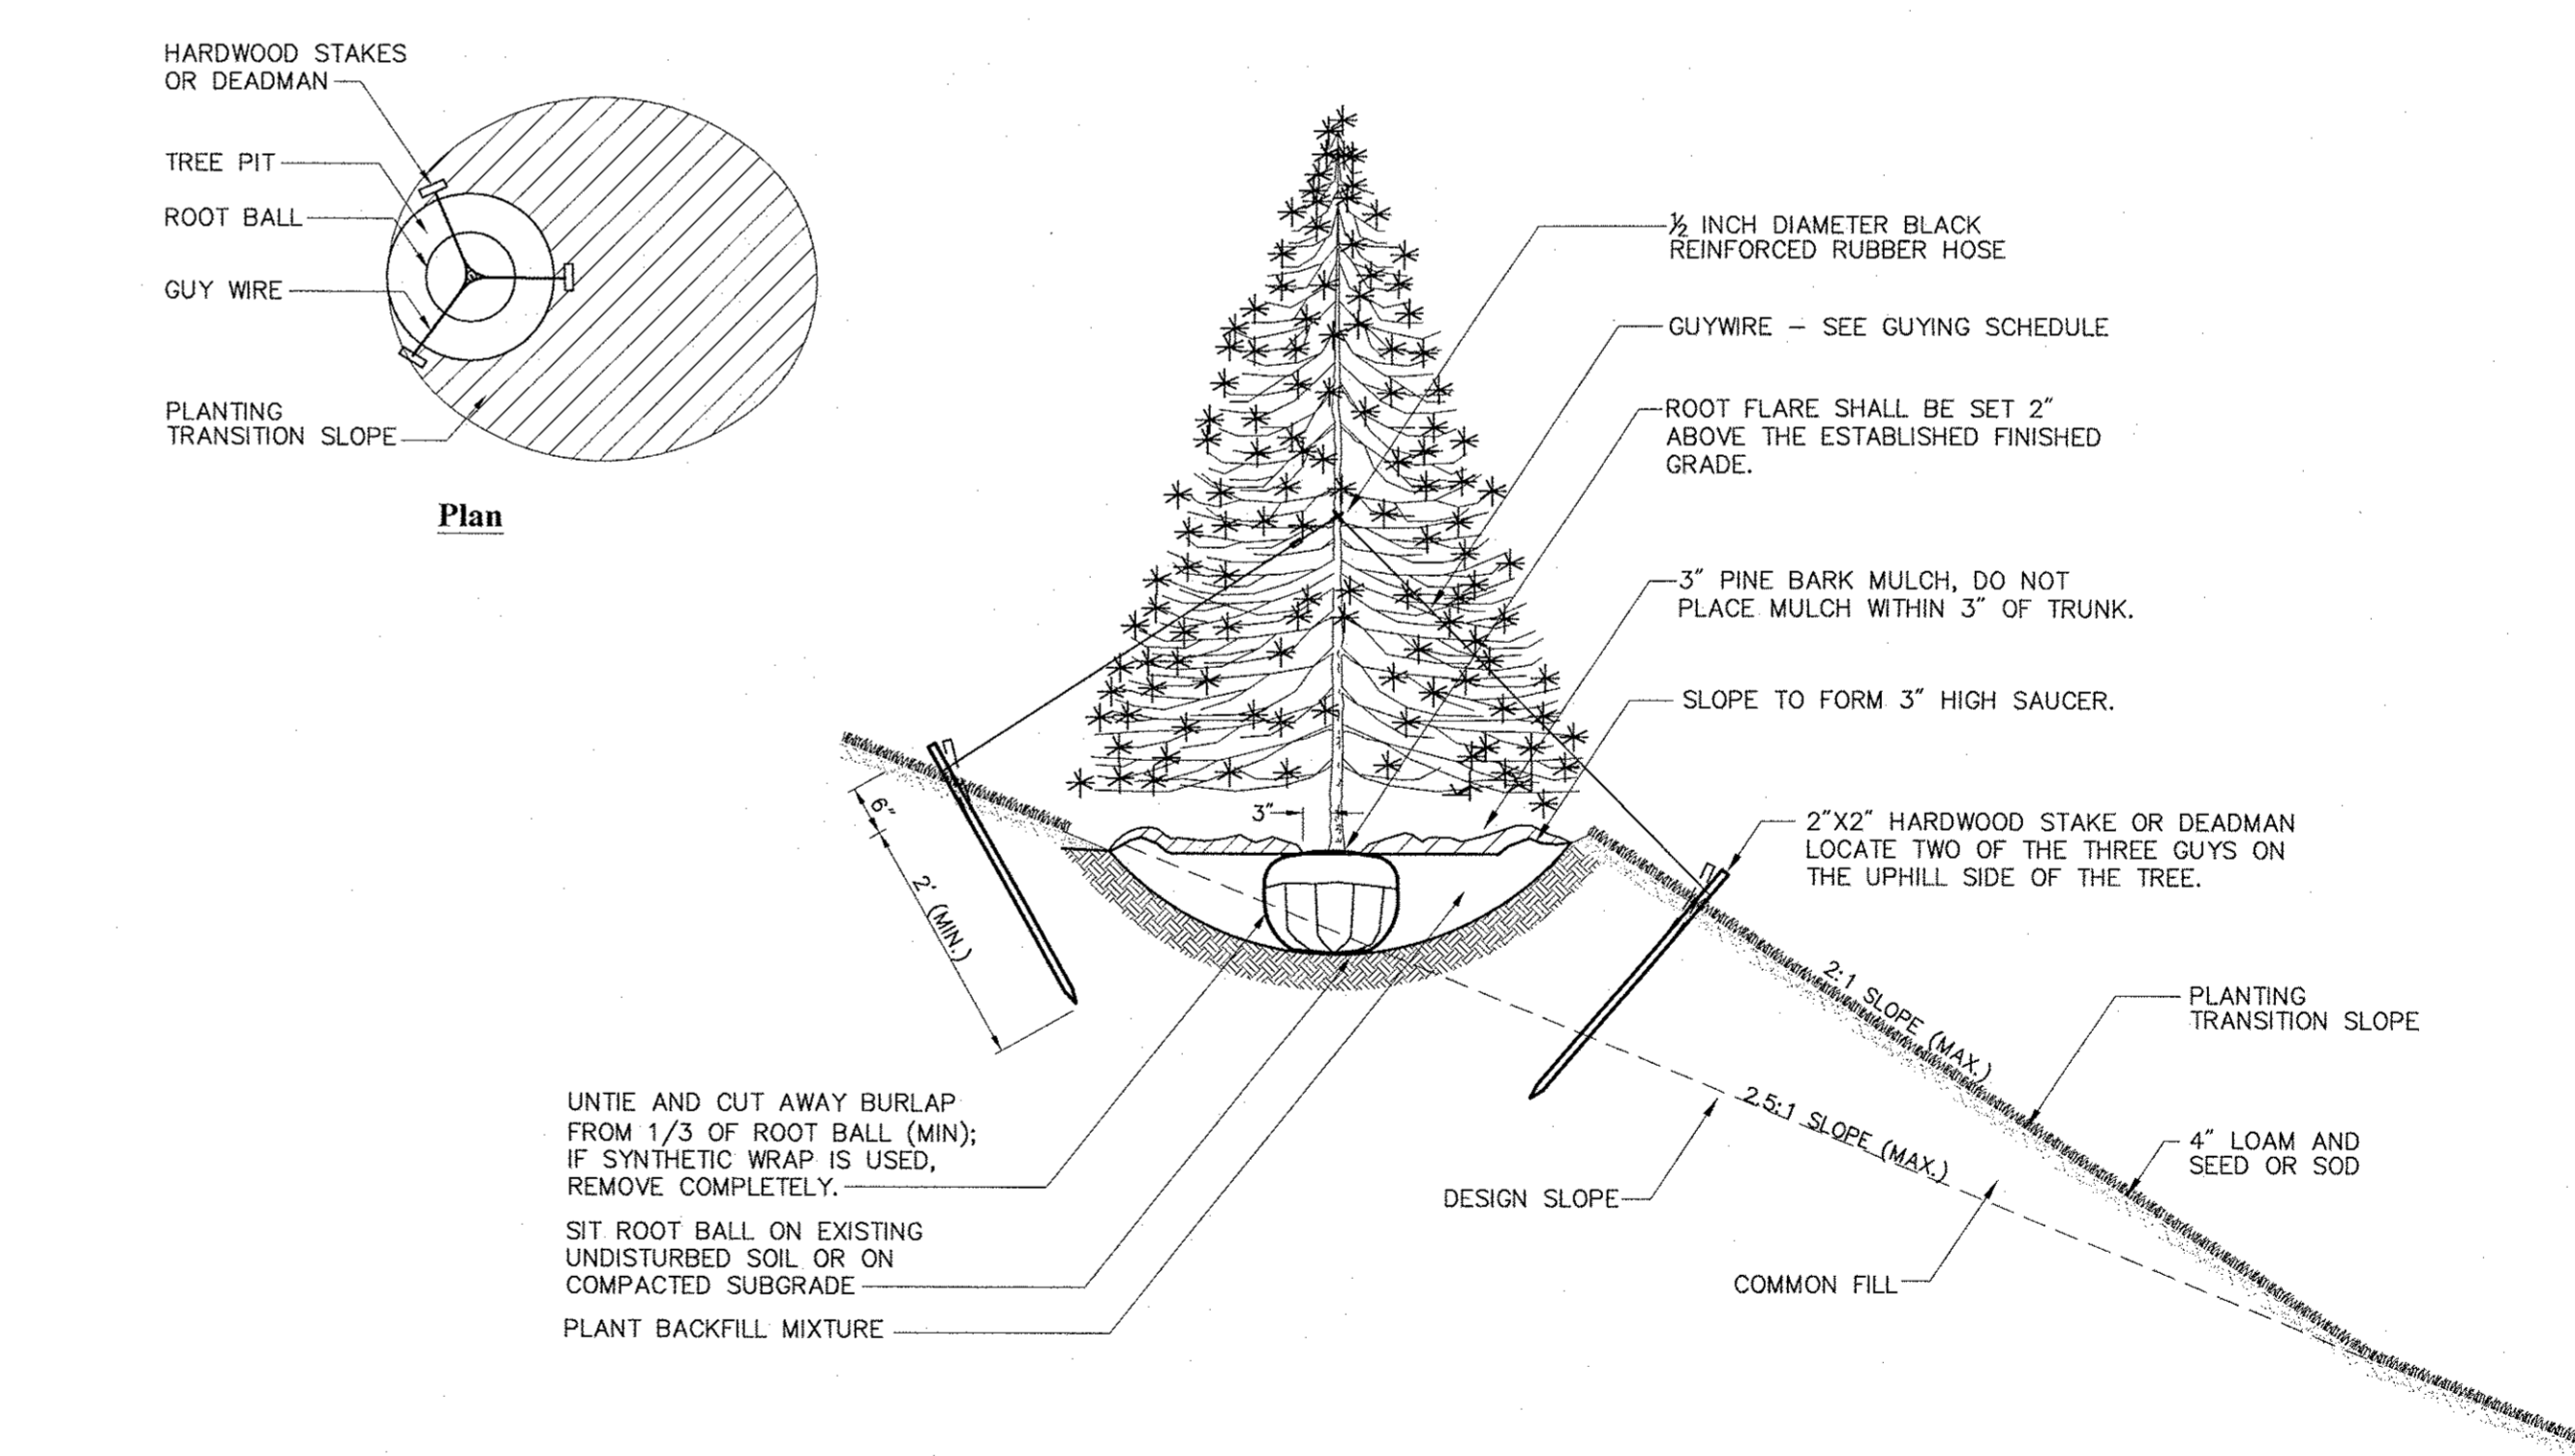 HARDWOOD STAKES
OR DEADMAN
TREE PIT
ROOT BALL
GUY WIRE
PLANTING
TRANSITION SLOPE
Plan
½ INCH DIAMETER BLACK
REINFORCED RUBBER HOSE
GUYWIRE – SEE GUYING SCHEDULE
ROOT FLARE SHALL BE SET 2"
ABOVE THE ESTABLISHED FINISHED
GRADE.
3" PINE BARK MULCH, DO NOT
PLACE MULCH WITHIN 3" OF TRUNK.
SLOPE TO FORM 3" HIGH SAUCER.
3"
6"
2' (MIN.)
2"X2" HARDWOOD STAKE OR DEADMAN
LOCATE TWO OF THE THREE GUYS ON
THE UPHILL SIDE OF THE TREE.
2:1 SLOPE (MAX.)
PLANTING
TRANSITION SLOPE
2.5:1 SLOPE (MAX.)
4" LOAM AND
SEED OR SOD
DESIGN SLOPE
COMMON FILL
UNTIE AND CUT AWAY BURLAP
FROM 1/3 OF ROOT BALL (MIN);
IF SYNTHETIC WRAP IS USED,
REMOVE COMPLETELY.
SIT ROOT BALL ON EXISTING
UNDISTURBED SOIL OR ON
COMPACTED SUBGRADE
PLANT BACKFILL MIXTURE